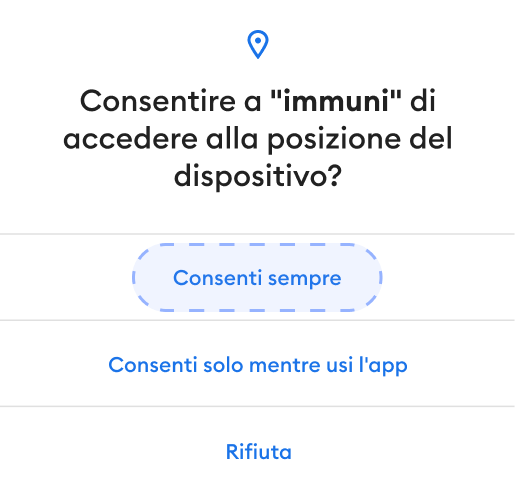 Consentire a "immuni" di
accedere alla posizione del
dispositivo?
Consenti sempre
Consenti solo mentre usi l'app
Rifiuta